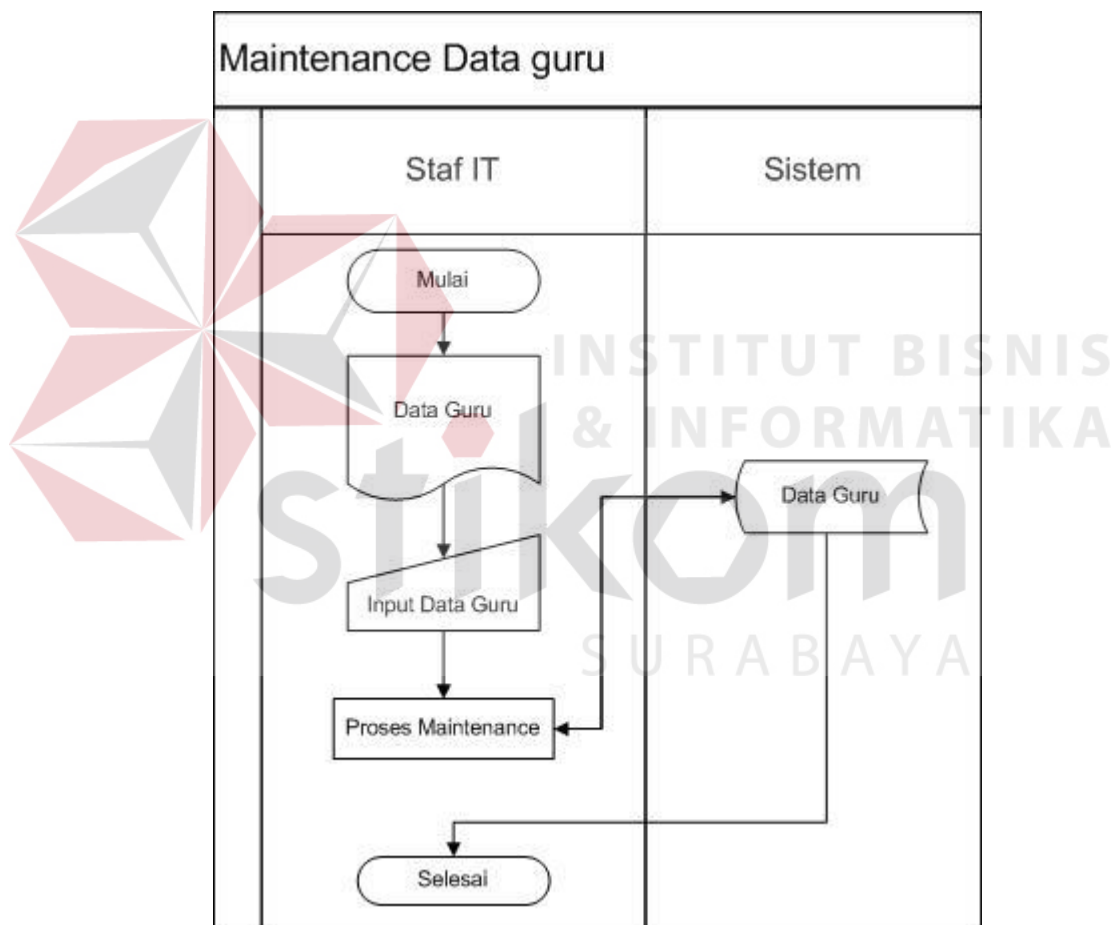 Maintenance Data guru
Staf IT
Sistem
Mulai
Data Guru
Input Data Guru
Proses Maintenance
Data Guru
Selesai
INSTITUT BISNIS
& INFORMATIKA
stikom
SURABAYA